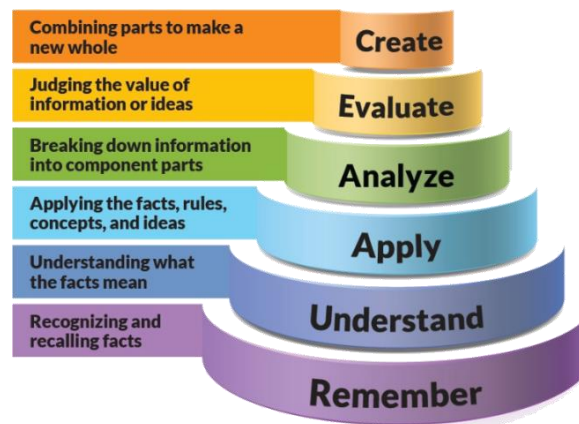 Combining parts to make a
new whole
Create
Judging the value of
information or ideas
Evaluate
Breaking down information
into component parts
Analyze
Applying the facts, rules,
concepts, and ideas
Apply
Understanding what
the facts mean
Understand
Recognizing and
recalling facts
Remember